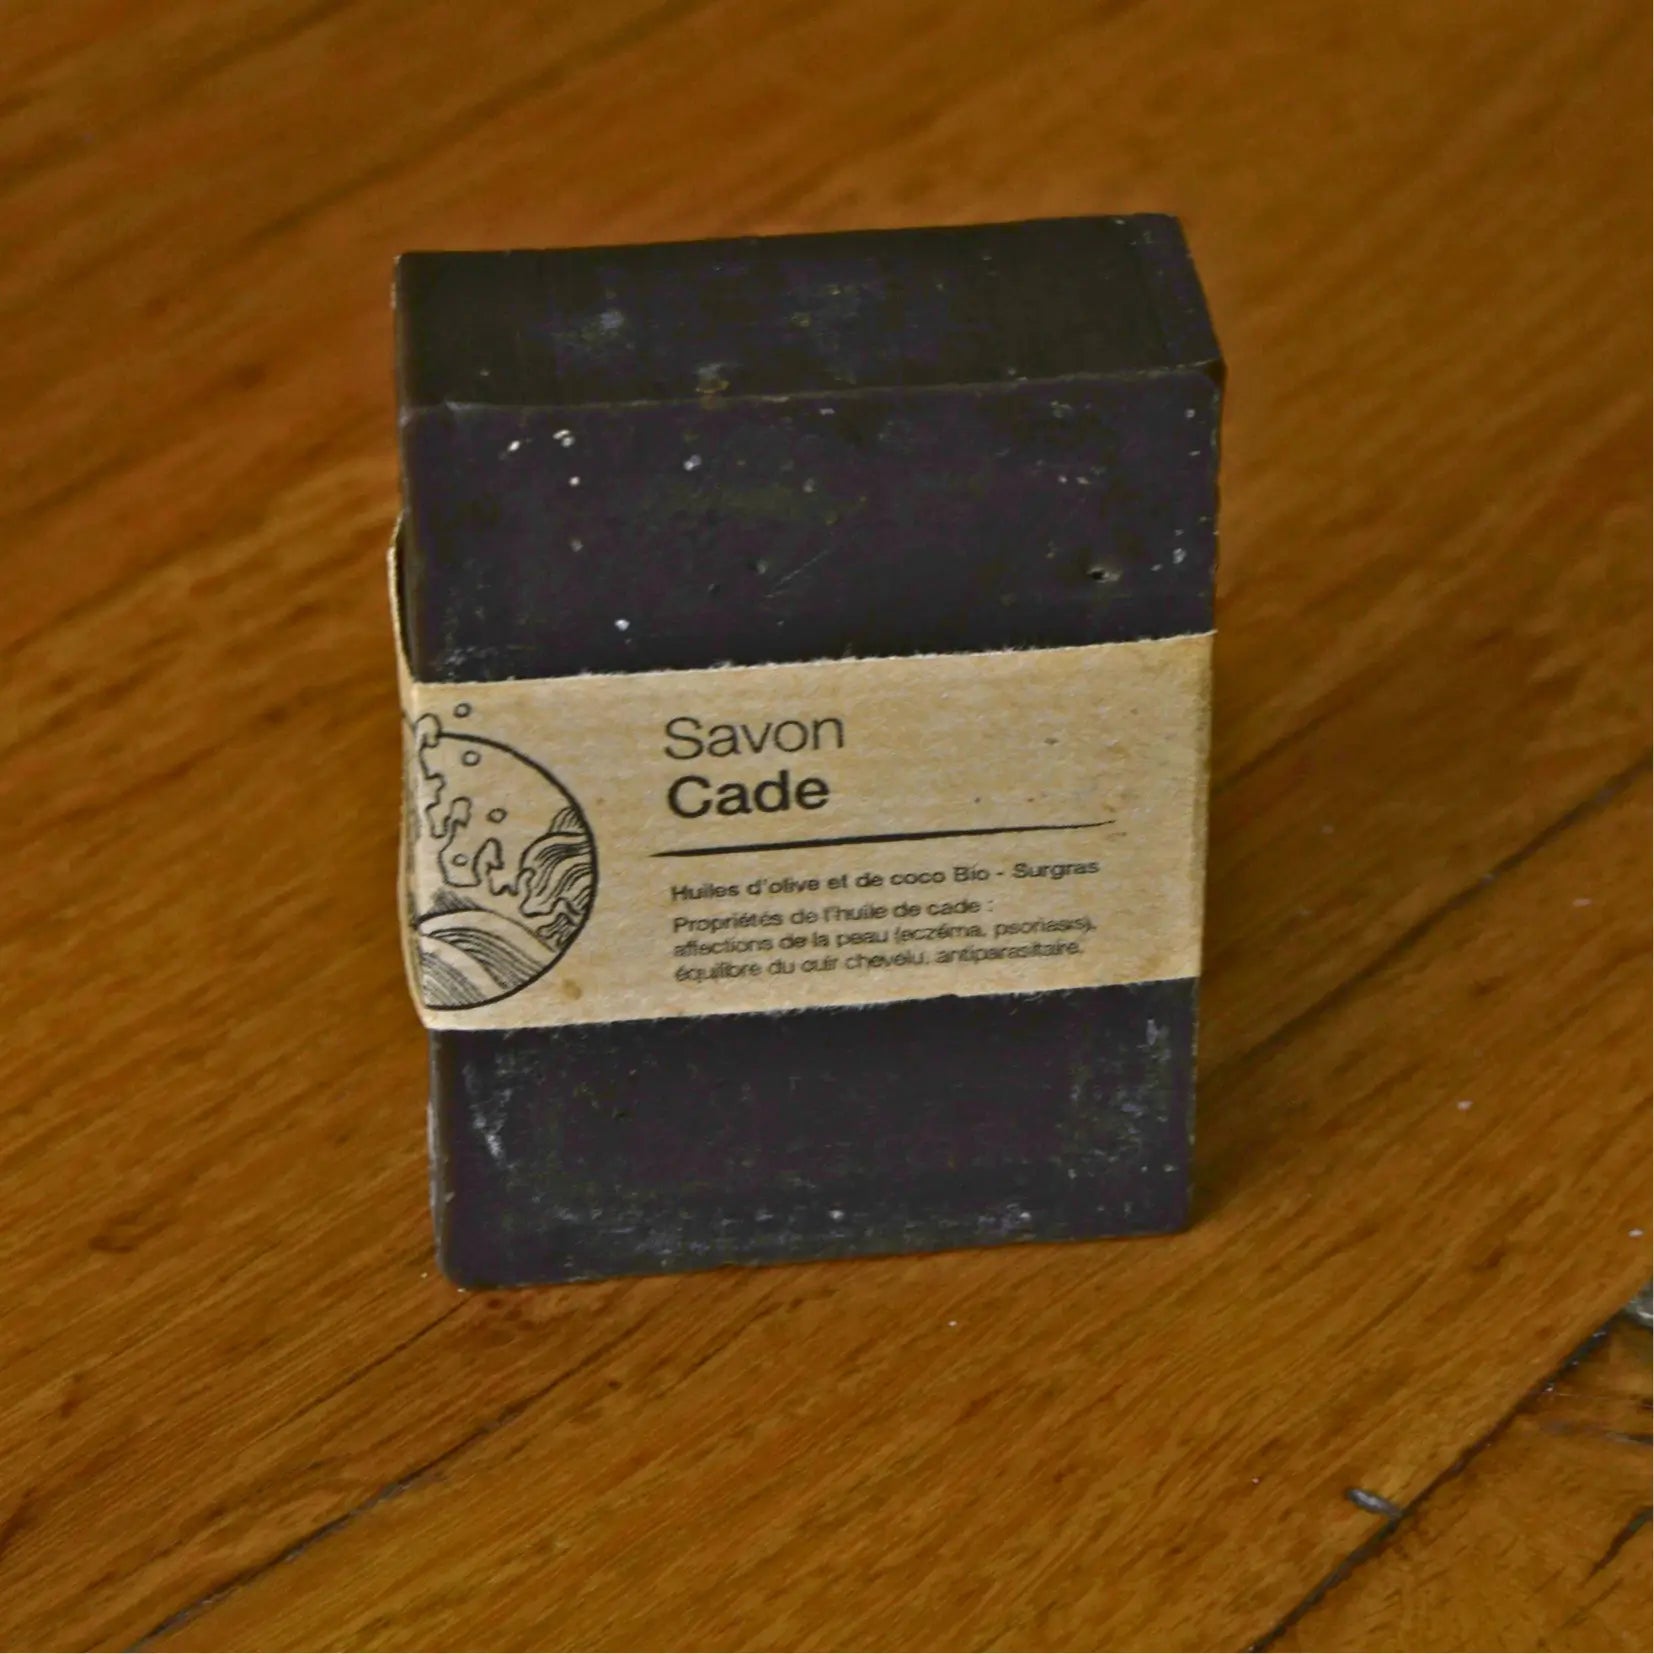 Savon
Cade
Huiles d'olive et de coco Bio - Surgras
Propriétés de l'huile de cade :
affections de la peau (eczéma, psoriasis),
équilibre du cuir chevelu, antiparasitaire.